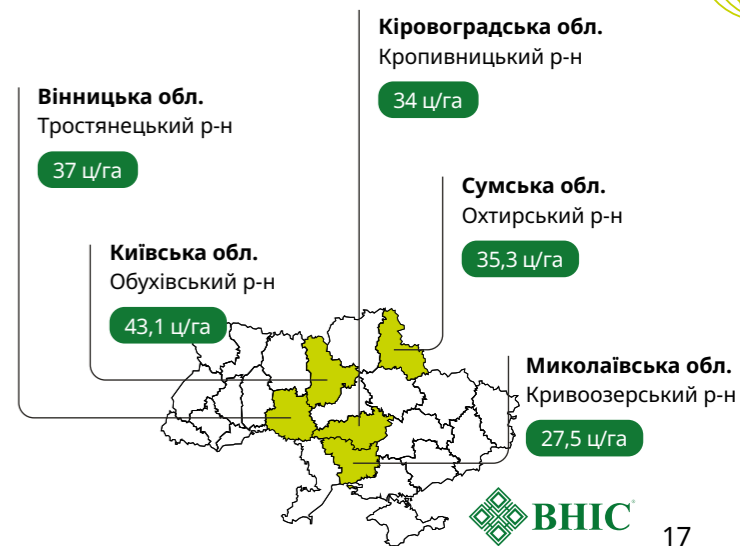 Кіровоградська обл.
Кропивницький р-н
34 ц/га
Вінницька обл.
Тростянецький р-н
37 ц/га
Сумська обл.
Охтирський р-н
35,3 ц/га
Київська обл.
Обухівський р-н
43,1 ц/га
Миколаївська обл.
Кривоозерський р-н
27,5 ц/га
ВНІС
17